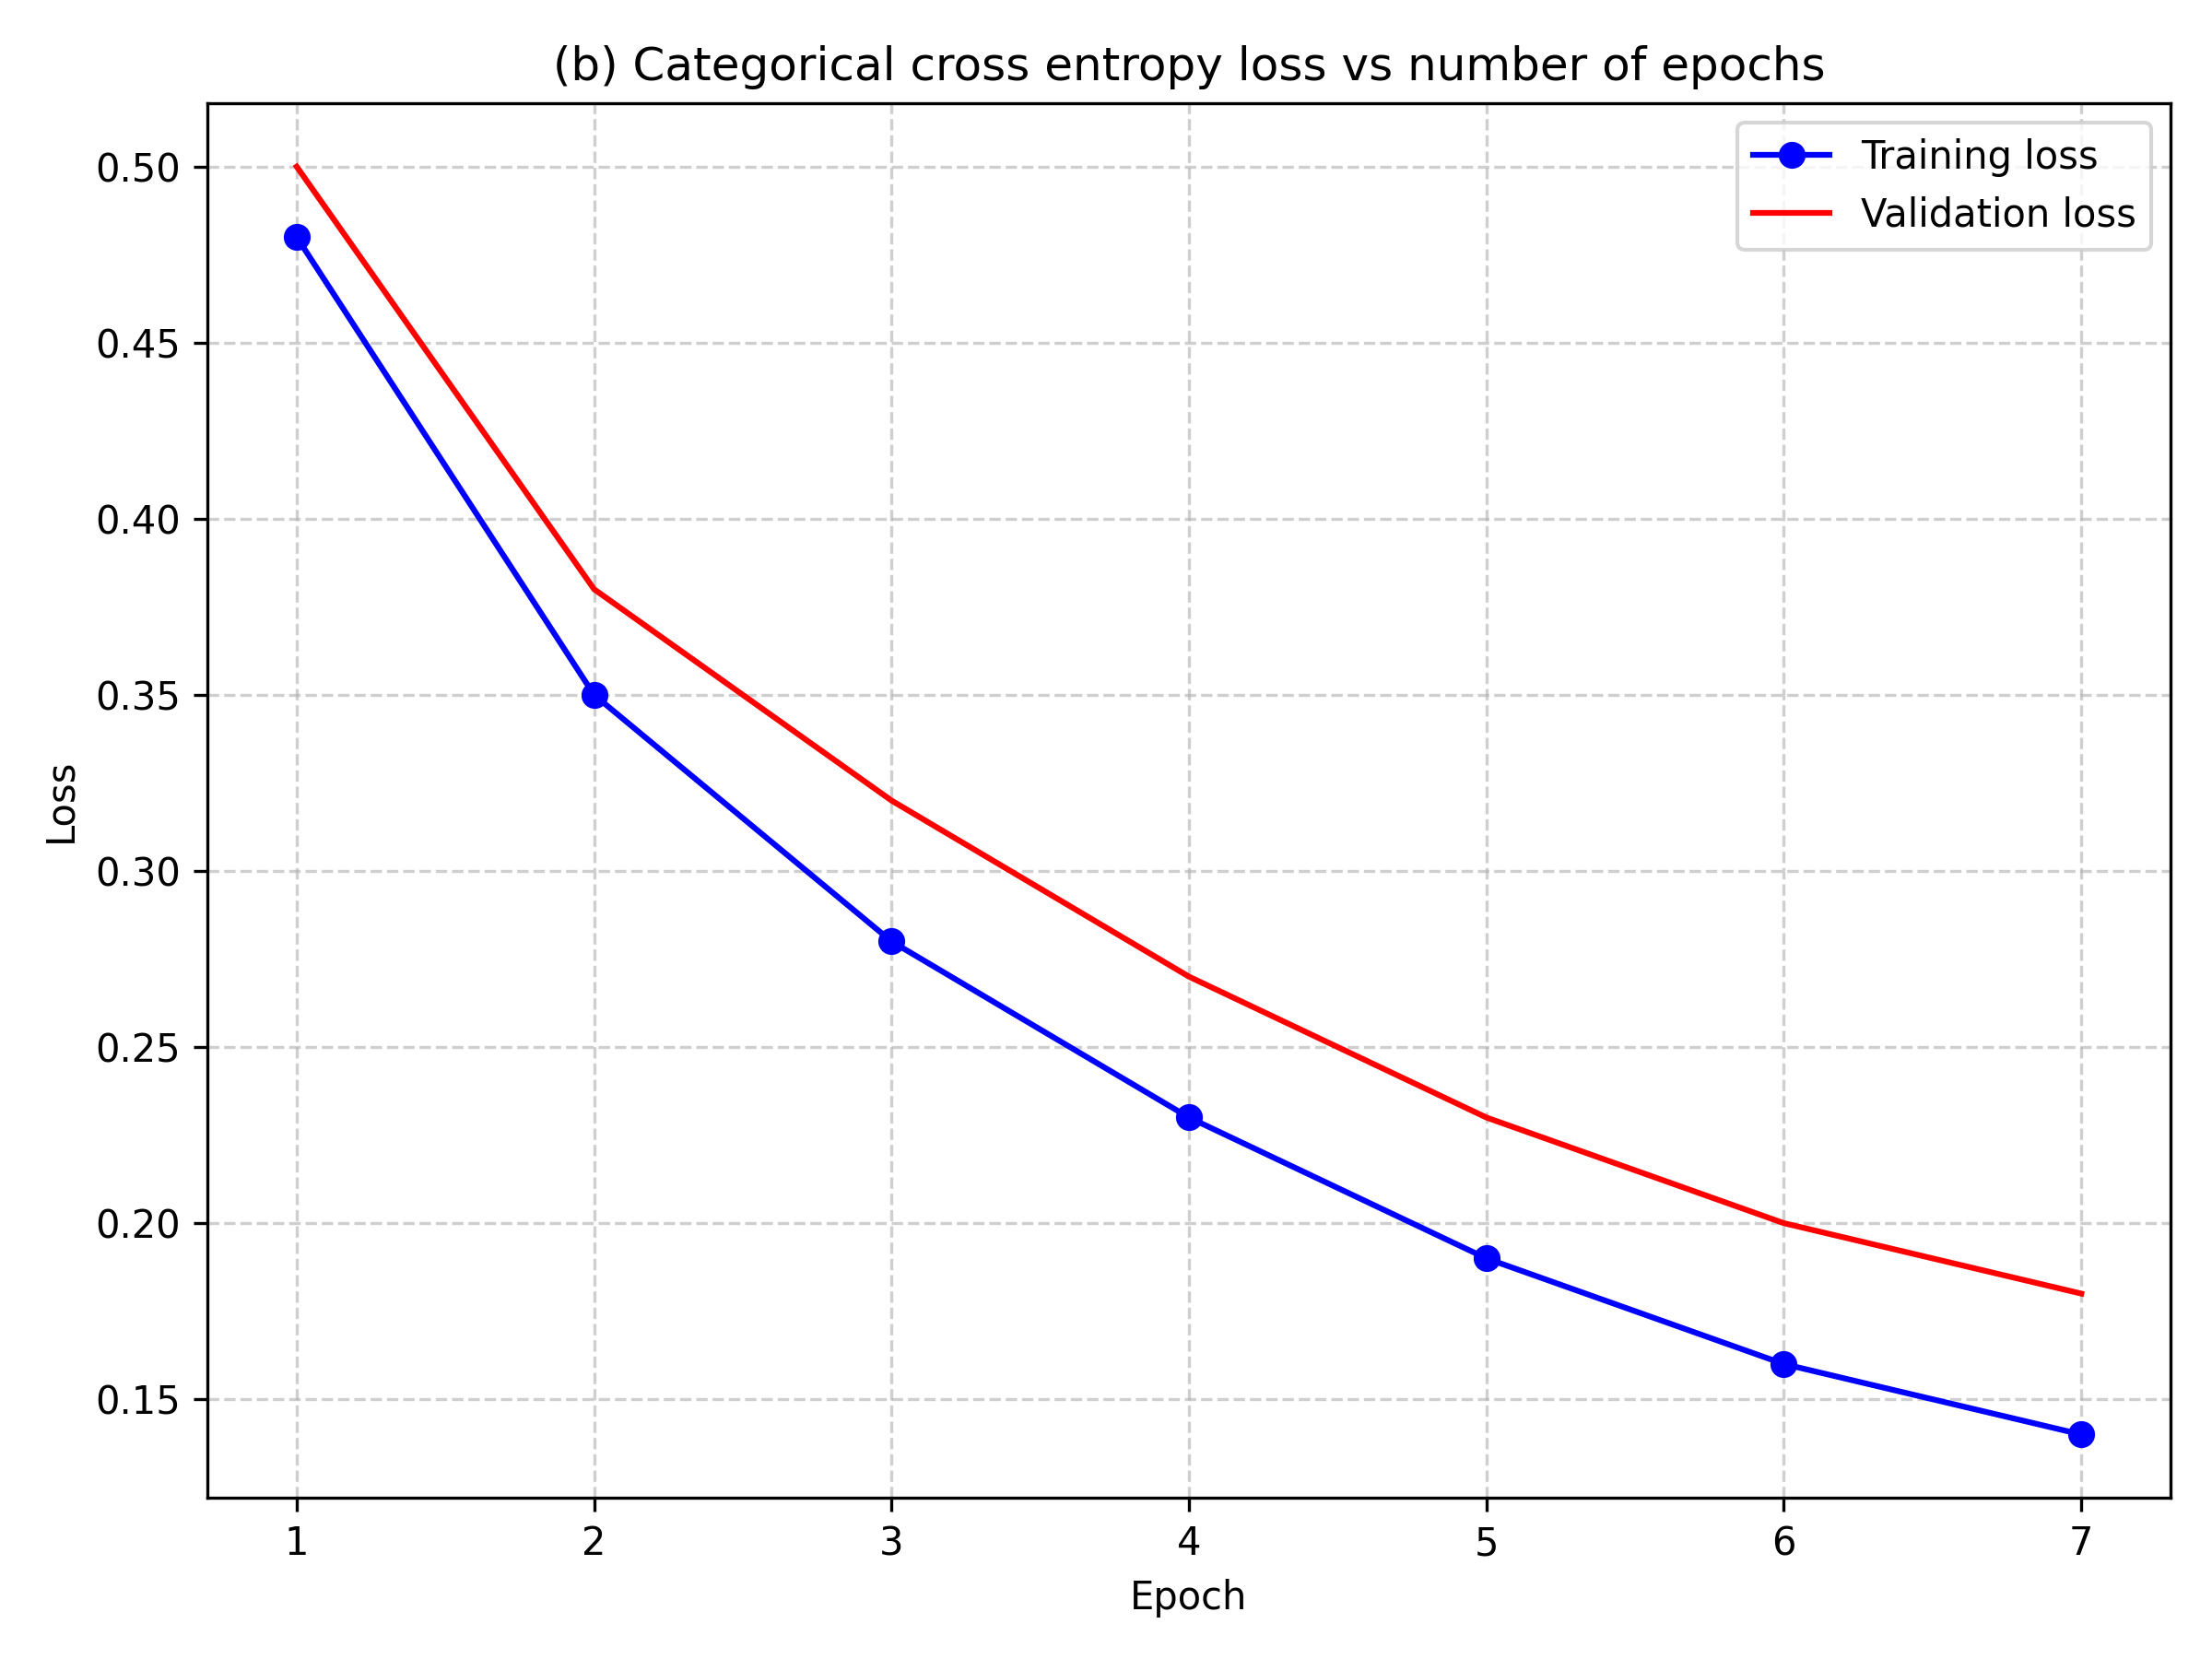 (b) Categorical cross entropy loss vs number of epochs
Training loss
Validation loss
0.50
0.45
0.40
0.35
0.30
0.25
0.20
0.15
Loss
1 2 3 4 5 6 7
Epoch